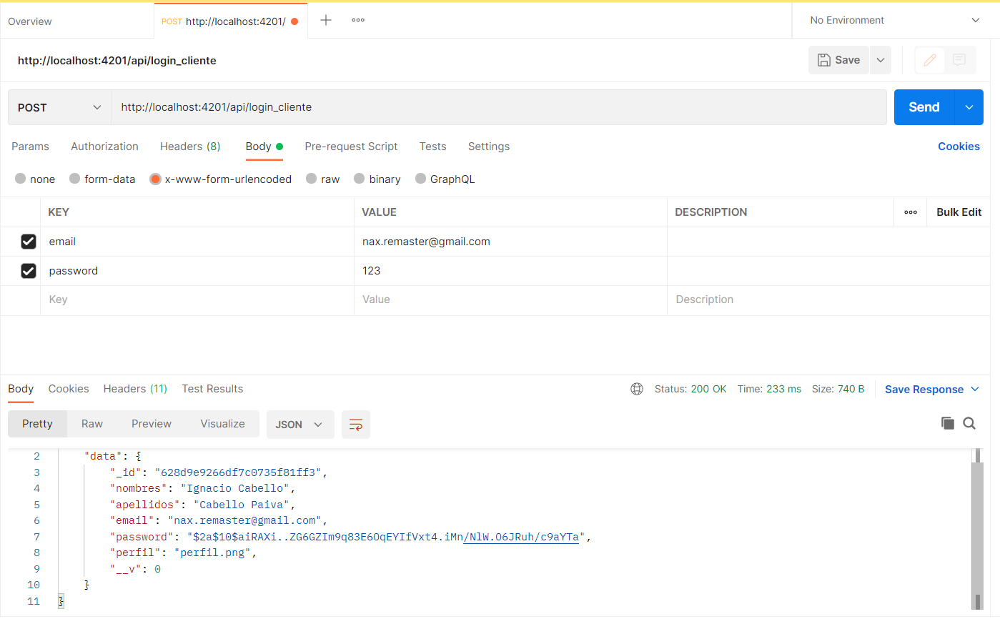 Overview
POST http://localhost:4201/
No Environment
http://localhost:4201/api/login_cliente
Save
POST
http://localhost:4201/api/login_cliente
Send
Params Authorization Headers (8) Body Pre-request Script Tests Settings Cookies
none form-data x-www-form-urlencoded raw binary GraphQL
KEY VALUE DESCRIPTION Bulk Edit
email nax.remaster@gmail.com
password 123
Key Value Description
Body Cookies Headers (11) Test Results Status: 200 OK Time: 233 ms Size: 740 B Save Response
Pretty Raw Preview Visualize JSON
2 "data": {
3 "_id": "628d9e9266df7c0735f81ff3",
4 "nombres": "Ignacio Cabello",
5 "apellidos": "Cabello Paiva",
6 "email": "nax.remaster@gmail.com",
7 "password": "$2a$10$aiRAXi..ZG6GZIm9q83E6OqEYIfVxt4.iMn/NlW.O6JRuh/c9aYTa",
8 "perfil": "perfil.png",
9 "__v": 0
10 }
11 }